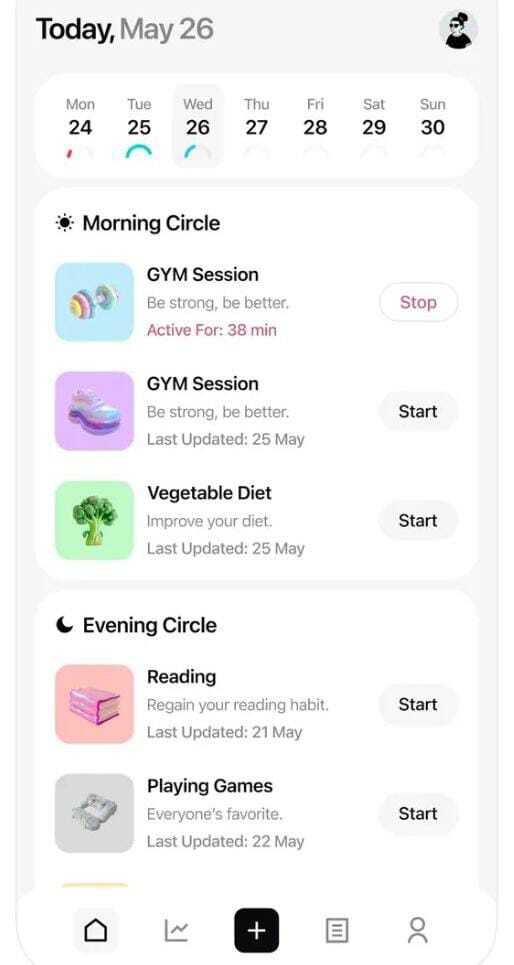 Today, May 26
Mon Tue Wed Thu Fri Sat Sun
24 25 26 27 28 29 30
Morning Circle
GYM Session
Be strong, be better.
Active For: 38 min
Stop
GYM Session
Be strong, be better.
Last Updated: 25 May
Start
Vegetable Diet
Improve your diet.
Last Updated: 25 May
Start
Evening Circle
Reading
Regain your reading habit.
Last Updated: 21 May
Start
Playing Games
Everyone's favorite.
Last Updated: 22 May
Start